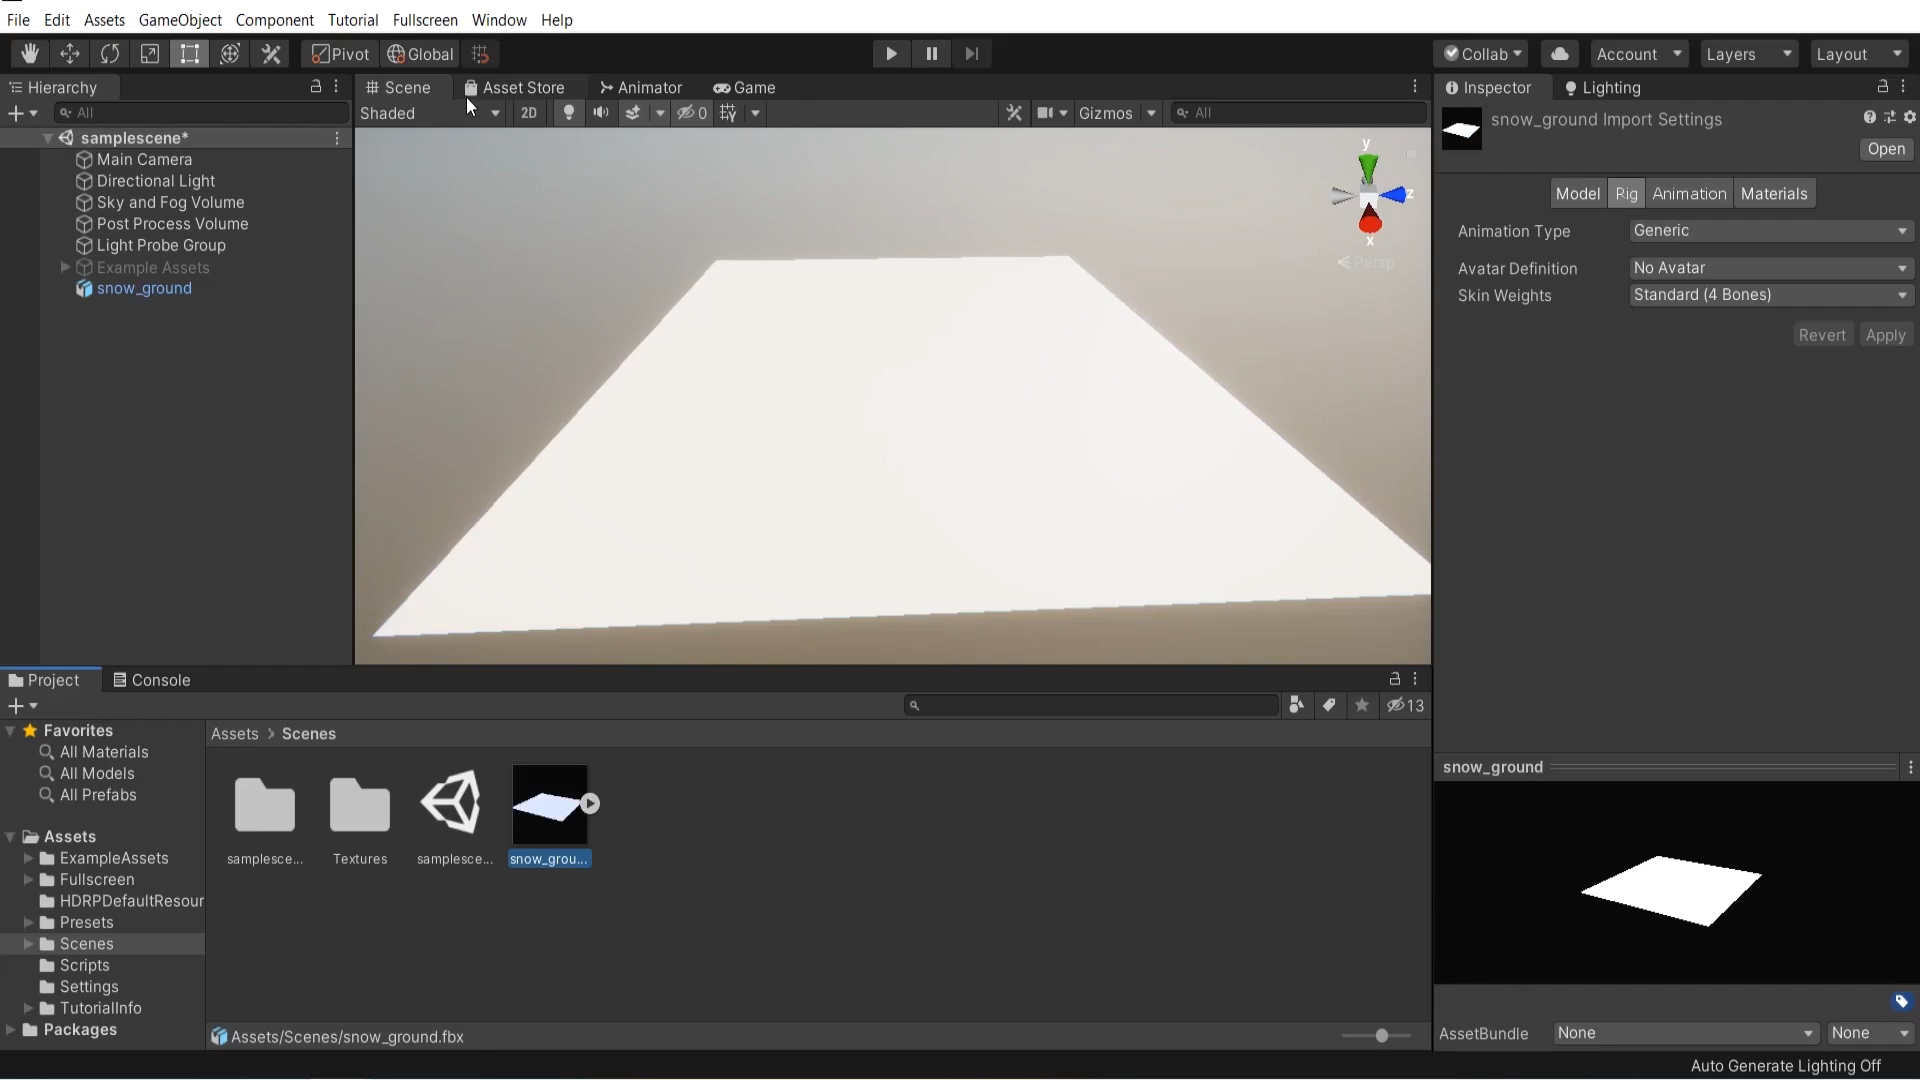 File Edit Assets GameObject Component Tutorial Fullscreen Window Help
Pivot Global Collab Account Layers Layout
Hierarchy
All
samplescene*
Main Camera
Directional Light
Sky and Fog Volume
Post Process Volume
Light Probe Group
Example Assets
snow_ground
Scene Asset Store Animator Game
Shaded 2D 0 Gizmos All
y
z
x
Persp
Inspector Lighting
snow_ground Import Settings
Open
Model Rig Animation Materials
Animation Type Generic
Avatar Definition No Avatar
Skin Weights Standard (4 Bones)
Revert Apply
Project Console
13
Favorites
All Materials
All Models
All Prefabs
Assets
ExampleAssets
Fullscreen
HDRPDefaultResour
Presets
Scenes
Scripts
Settings
TutorialInfo
Packages
Assets > Scenes
samplesce... Textures samplesce... snow_grou...
Assets/Scenes/snow_ground.fbx
snow_ground
AssetBundle None None
Auto Generate Lighting Off